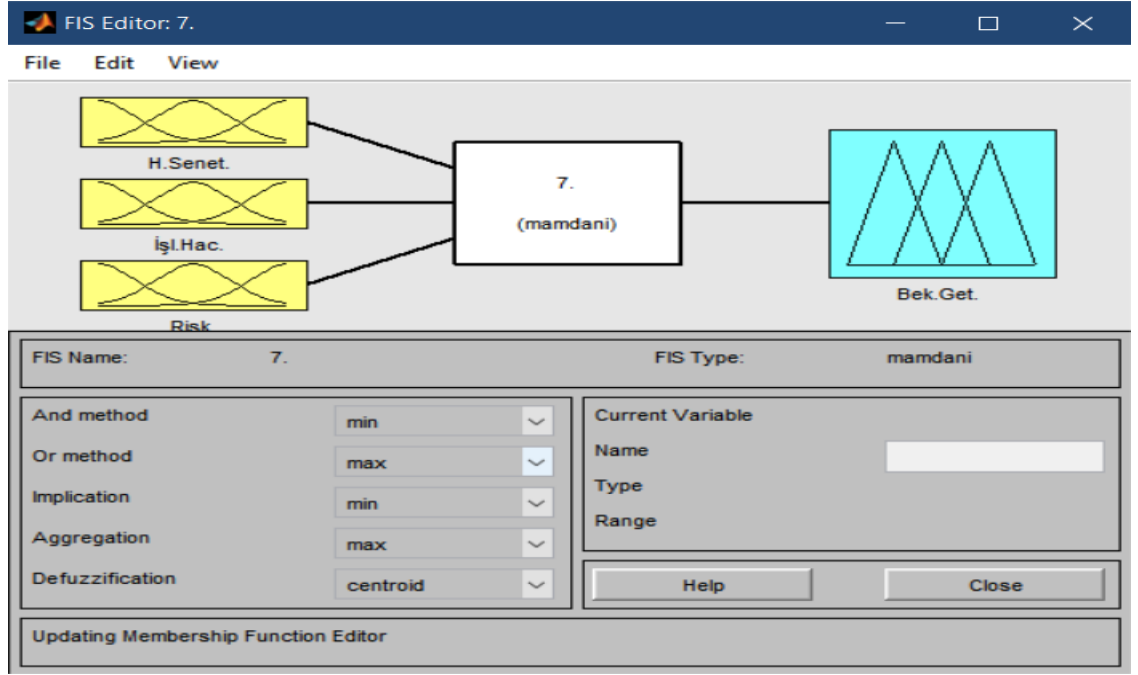 FIS Editor: 7.
File Edit View
H.Senet.
İşl.Hac.
Risk
7.
(mamdani)
Bek.Get.
FIS Name: 7. FIS Type: mamdani
And method min
Or method max
Implication min
Aggregation max
Defuzzification centroid
Current Variable
Name
Type
Range
Help Close
Updating Membership Function Editor